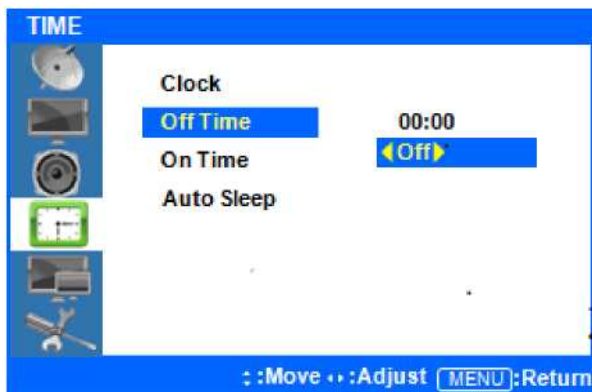 TIME
Clock
Off Time 00:00
On Time Off
Auto Sleep
:Move :Adjust MENU:Return